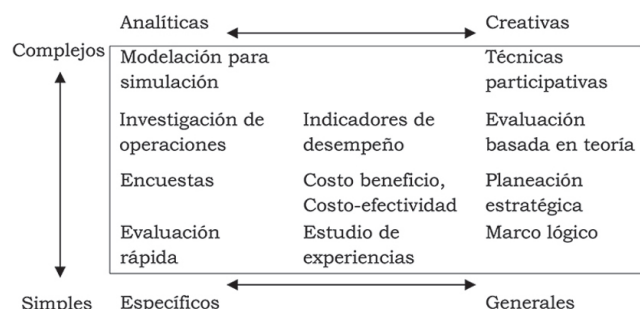 Analíticas Creativas
Complejos
Modelación para Técnicas
simulación participativas
Investigación de Indicadores de Evaluación
operaciones desempeño basada en teoría
Encuestas Costo beneficio, Planeación
Costo-efectividad estratégica
Evaluación Estudio de Marco lógico
rápida experiencias
Simples Específicos Generales